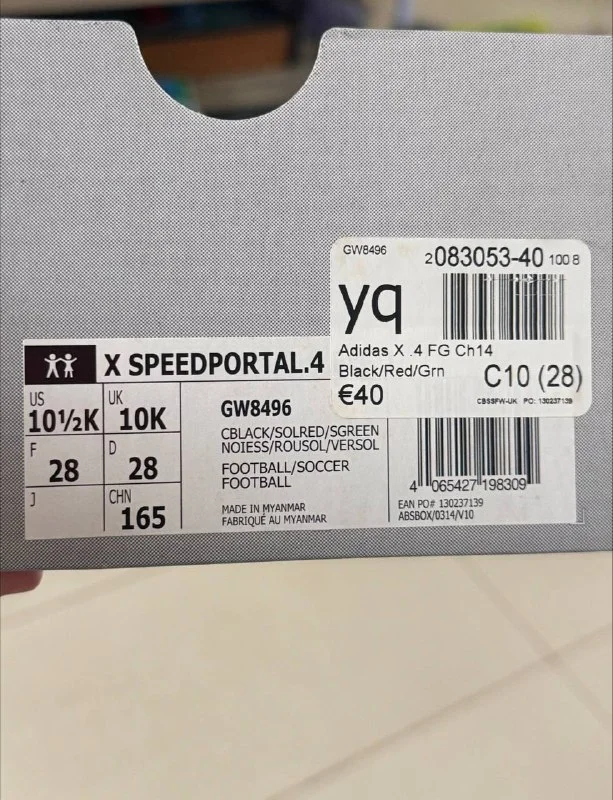 GW8496
2083053-40 100 8
yq
Adidas X .4 FG Ch14
Black/Red/Grn
C10 (28)
€40
CBSSFW-UK PO: 130237139
X SPEEDPORTAL.4
US
10½K
UK
10K
F
28
D
28
J
CHN
165
GW8496
CBLACK/SOLRED/SGREEN
NOIESS/ROUSOL/VERSOL
FOOTBALL/SOCCER
FOOTBALL
MADE IN MYANMAR
FABRIQUÉ AU MYANMAR
4 065427 198309
EAN PO# 130237139
ABSBOX/0314/V10